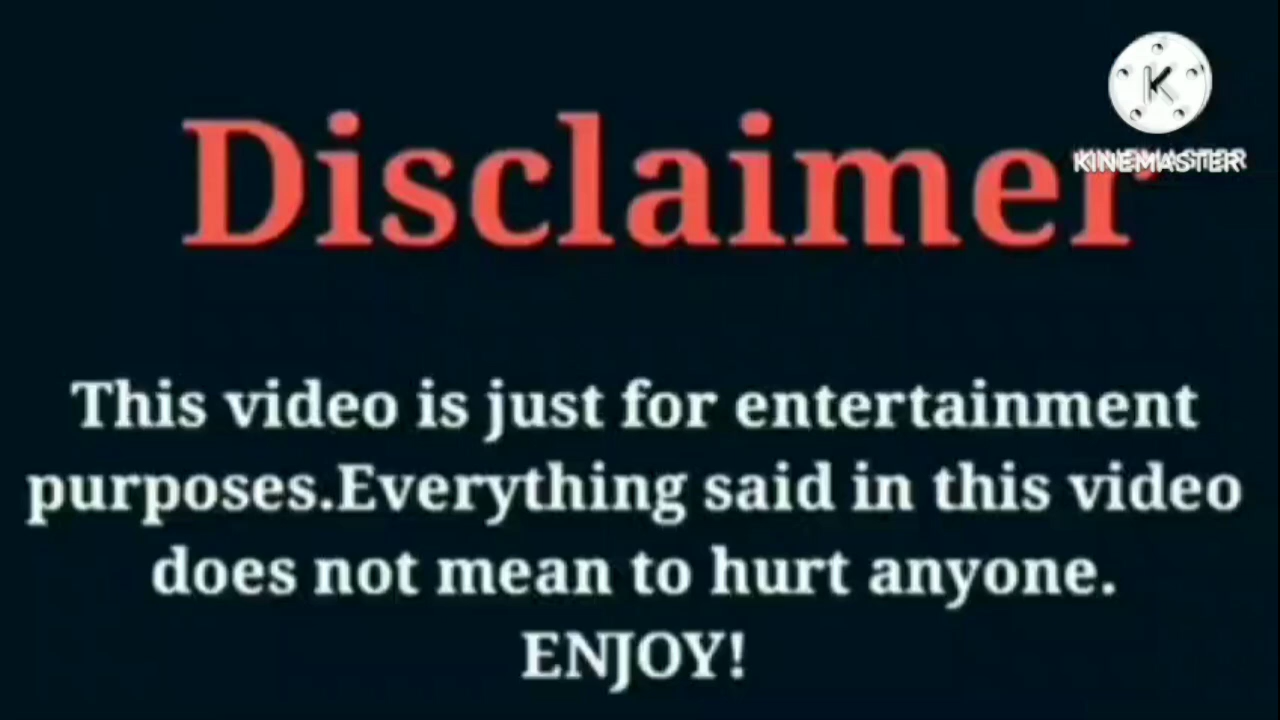 K
KINEMASTER
Disclaimer
This video is just for entertainment
purposes.Everything said in this video
does not mean to hurt anyone.
ENJOY!